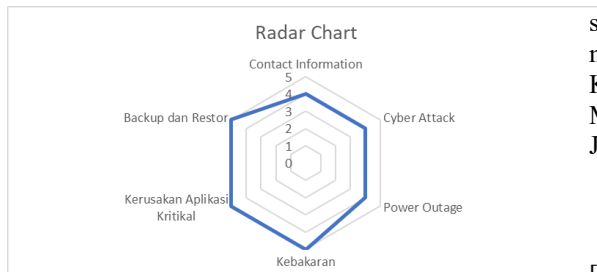 Radar Chart
Contact Information
5
4
3
2
1
0
Cyber Attack
Power Outage
Kebakaran
Kerusakan Aplikasi
Kritikal
Backup dan Restor